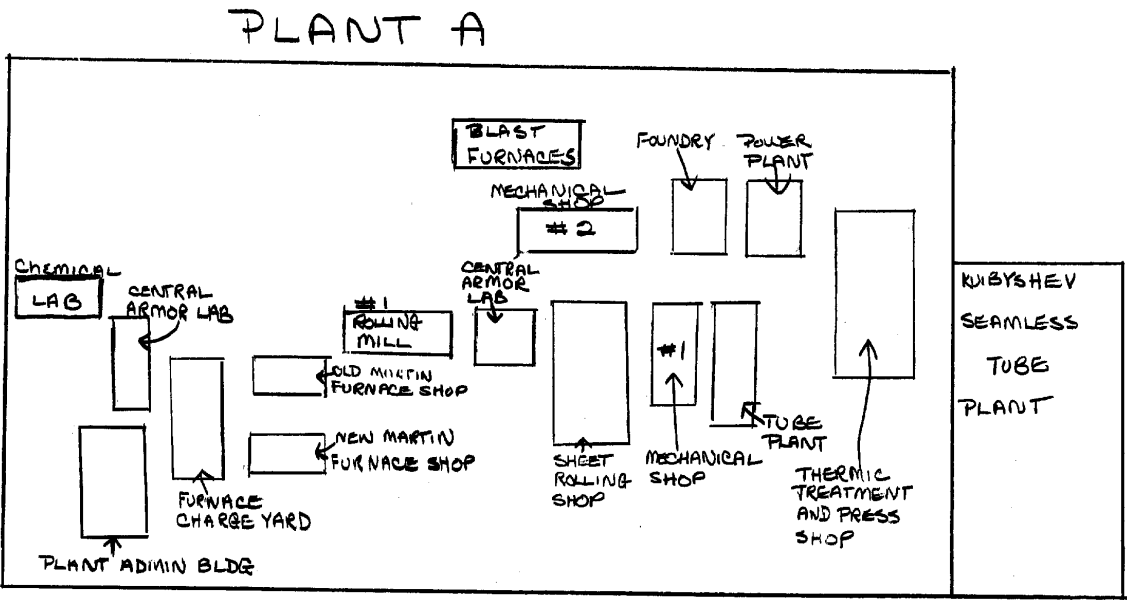 PLANT A
BLAST
FURNACES
FOUNDRY
POWER
PLANT
MECHANICAL
SHOP
#2
CHEMICAL
LAB
CENTRAL
ARMOR LAB
#1
ROLLING
MILL
CENTRAL
ARMOR
LAB
#1
OLD MARTIN
FURNACE SHOP
NEW MARTIN
FURNACE SHOP
FURNACE
CHARGE YARD
PLANT ADMIN BLDG
SHEET
ROLLING
SHOP
MECHANICAL
SHOP
TUBE
PLANT
THERMIC
TREATMENT
AND PRESS
SHOP
KUIBYSHEV
SEAMLESS
TUBE
PLANT